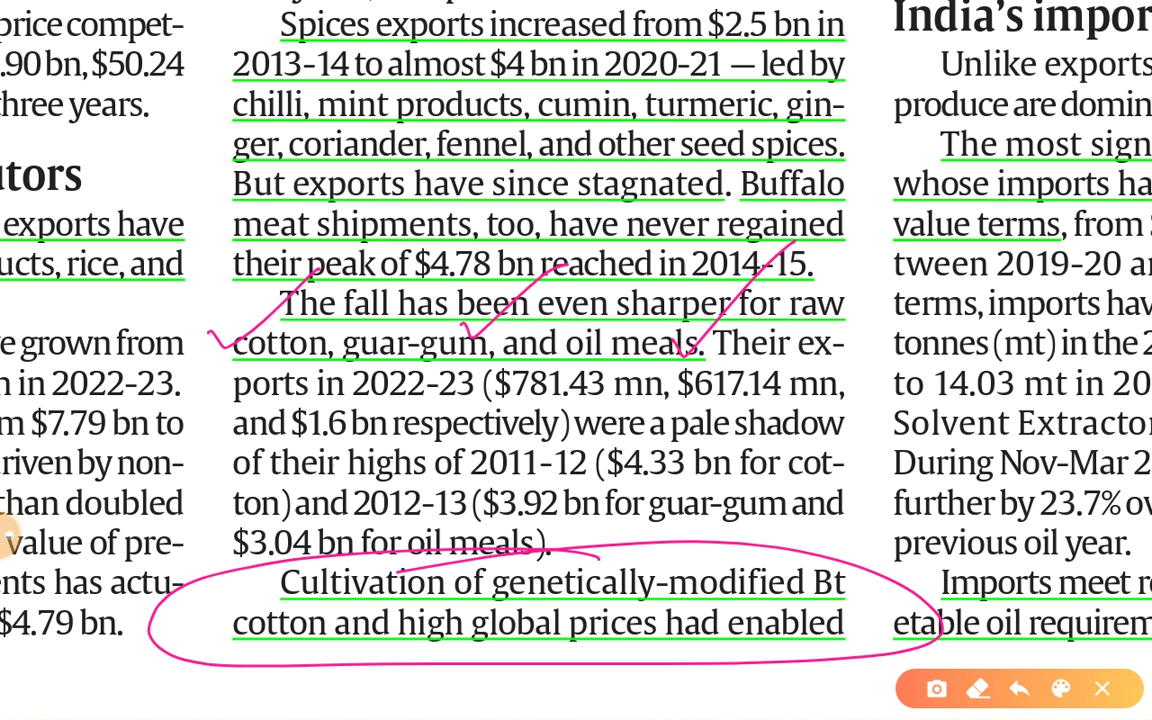 price compet-
.90 bn, $50.24
three years.
utors
exports have
ucts, rice, and
e grown from
n in 2022-23.
m $7.79 bn to
riven by non-
than doubled
value of pre-
ents has actu-
$4.79 bn.
Spices exports increased from $2.5 bn in
2013-14 to almost $4 bn in 2020-21 — led by
chilli, mint products, cumin, turmeric, gin-
ger, coriander, fennel, and other seed spices.
But exports have since stagnated. Buffalo
meat shipments, too, have never regained
their peak of $4.78 bn reached in 2014-15.
The fall has been even sharper for raw
cotton, guar-gum, and oil meals. Their ex-
ports in 2022-23 ($781.43 mn, $617.14 mn,
and $1.6 bn respectively) were a pale shadow
of their highs of 2011-12 ($4.33 bn for cot-
ton) and 2012-13 ($3.92 bn for guar-gum and
$3.04 bn for oil meals).
Cultivation of genetically-modified Bt
cotton and high global prices had enabled
India's impor
Unlike exports
produce are domin
The most sign
whose imports ha
value terms, from
tween 2019-20 a
terms, imports hav
tonnes (mt) in the 2
to 14.03 mt in 20
Solvent Extractor
During Nov-Mar 2
further by 23.7% ov
previous oil year.
Imports meet r
etable oil requirem